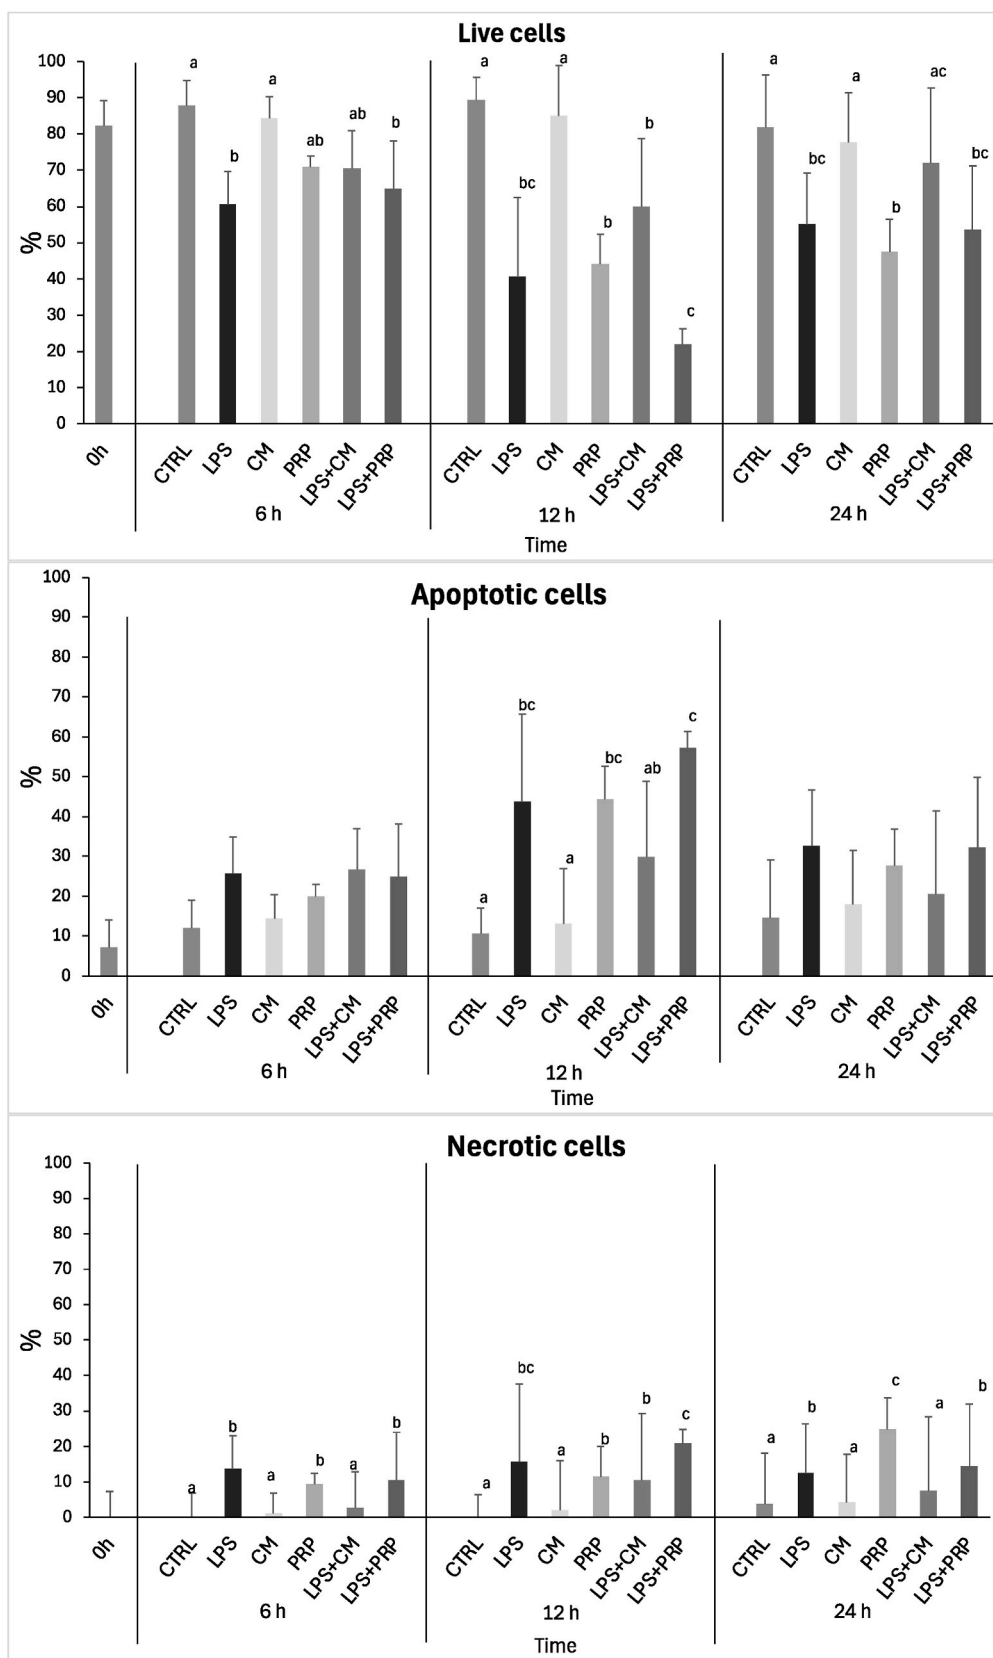 Live cells
100
90
80
70
60
50
40
30
20
10
0
%
a
b
a
ab
ab
b
a
bc
a
b
b
c
a
bc
a
b
ac
bc
0h
CTRL
LPS
CM
PRP
LPS+CM
LPS+PRP
CTRL
LPS
CM
PRP
LPS+CM
LPS+PRP
CTRL
LPS
CM
PRP
LPS+CM
LPS+PRP
6 h
12 h
24 h
Time
Apoptotic cells
100
90
80
70
60
50
40
30
20
10
0
%
a
bc
a
bc
ab
c
0h
CTRL
LPS
CM
PRP
LPS+CM
LPS+PRP
CTRL
LPS
CM
PRP
LPS+CM
LPS+PRP
CTRL
LPS
CM
PRP
LPS+CM
LPS+PRP
6 h
12 h
24 h
Time
Necrotic cells
100
90
80
70
60
50
40
30
20
10
0
%
a
b
a
b
a
b
a
bc
a
b
b
c
a
b
a
c
a
b
0h
CTRL
LPS
CM
PRP
LPS+CM
LPS+PRP
CTRL
LPS
CM
PRP
LPS+CM
LPS+PRP
CTRL
LPS
CM
PRP
LPS+CM
LPS+PRP
6 h
12 h
24 h
Time